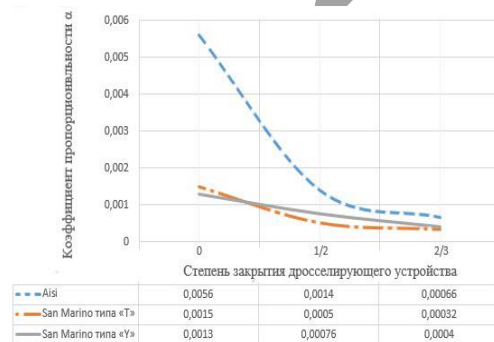 Коэффициент пропорциональности α
0,006
0,005
0,004
0,003
0,002
0,001
0
0 1/2 2/3
Степень закрытия дросселирующего устройства
Aisi 0,0056 0,0014 0,00066
San Marino типа «T» 0,0015 0,0005 0,00032
San Marino типа «Y» 0,0013 0,00076 0,0004